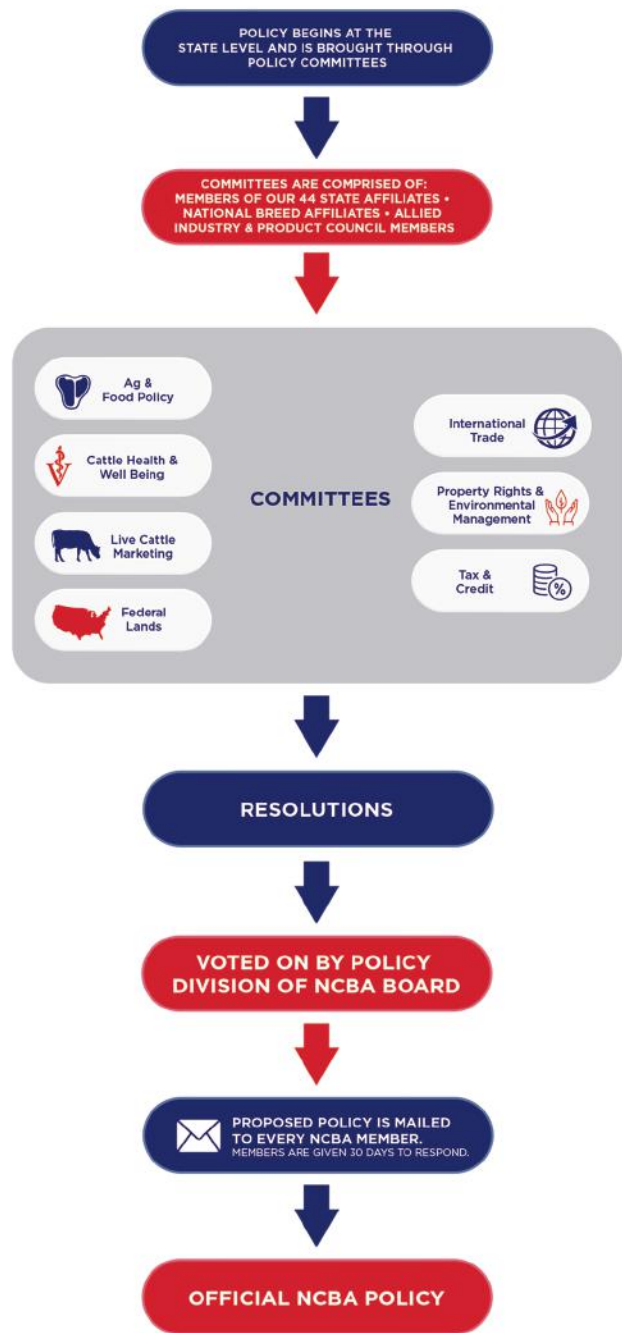 POLICY BEGINS AT THE
STATE LEVEL AND IS BROUGHT THROUGH
POLICY COMMITTEES
COMMITTEES ARE COMPRISED OF:
MEMBERS OF OUR 44 STATE AFFILIATES •
NATIONAL BREED AFFILIATES • ALLIED
INDUSTRY & PRODUCT COUNCIL MEMBERS
Ag &
Food Policy
Cattle Health &
Well Being
Live Cattle
Marketing
Federal
Lands
COMMITTEES
International
Trade
Property Rights &
Environmental
Management
Tax &
Credit
%
RESOLUTIONS
VOTED ON BY POLICY
DIVISION OF NCBA BOARD
PROPOSED POLICY IS MAILED
TO EVERY NCBA MEMBER.
MEMBERS ARE GIVEN 30 DAYS TO RESPOND.
OFFICIAL NCBA POLICY